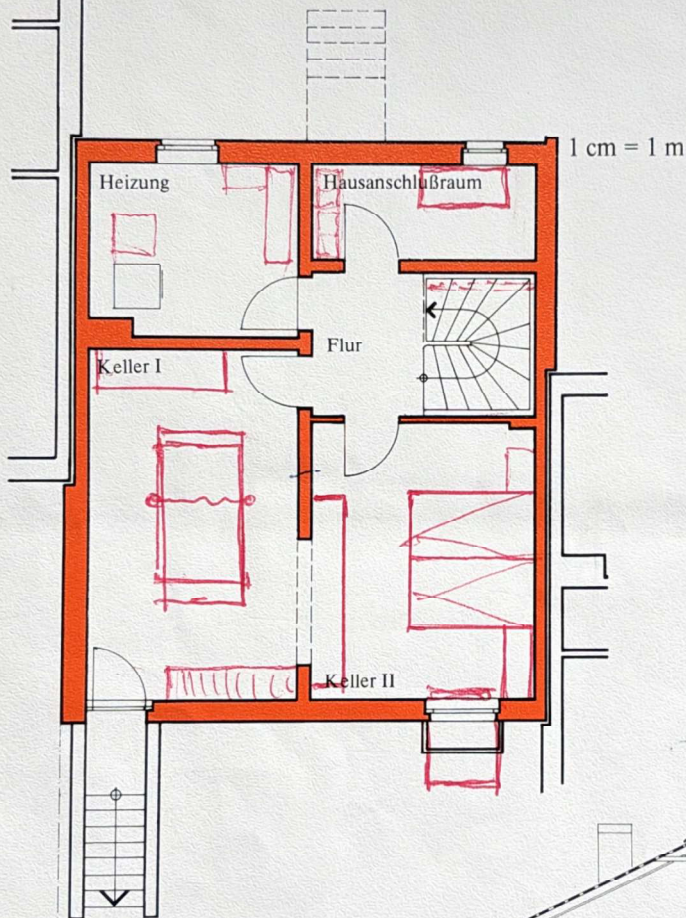 1 cm = 1 m
Heizung
Hausanschlußraum
Flur
Keller I
Keller II